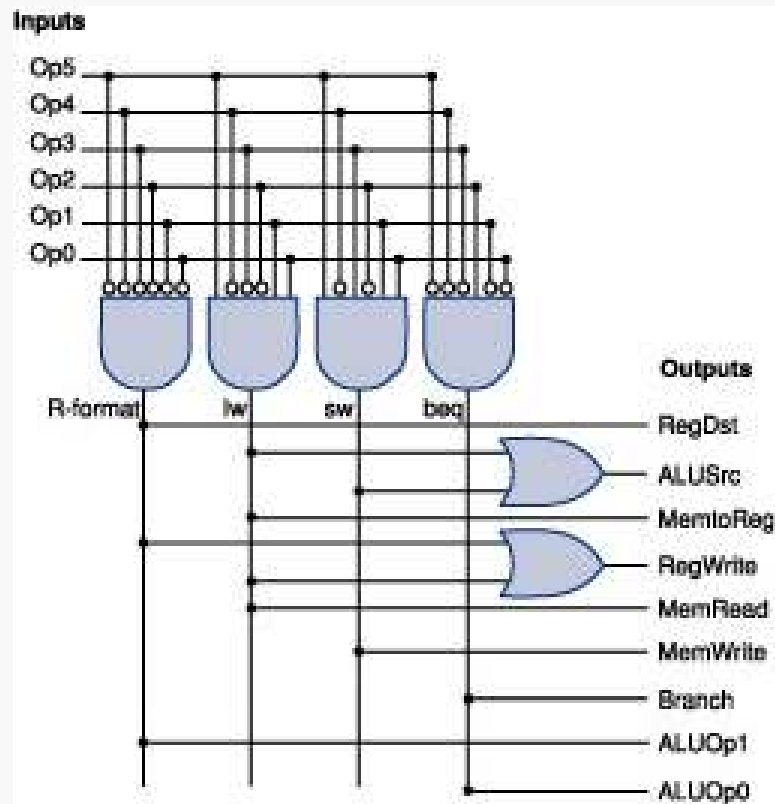 Inputs
Op5
Op4
Op3
Op2
Op1
Op0
R-format
lw
sw
beq
Outputs
RegDst
ALUSrc
MemtoReg
RegWrite
MemRead
MemWrite
Branch
ALUOp1
ALUOp0